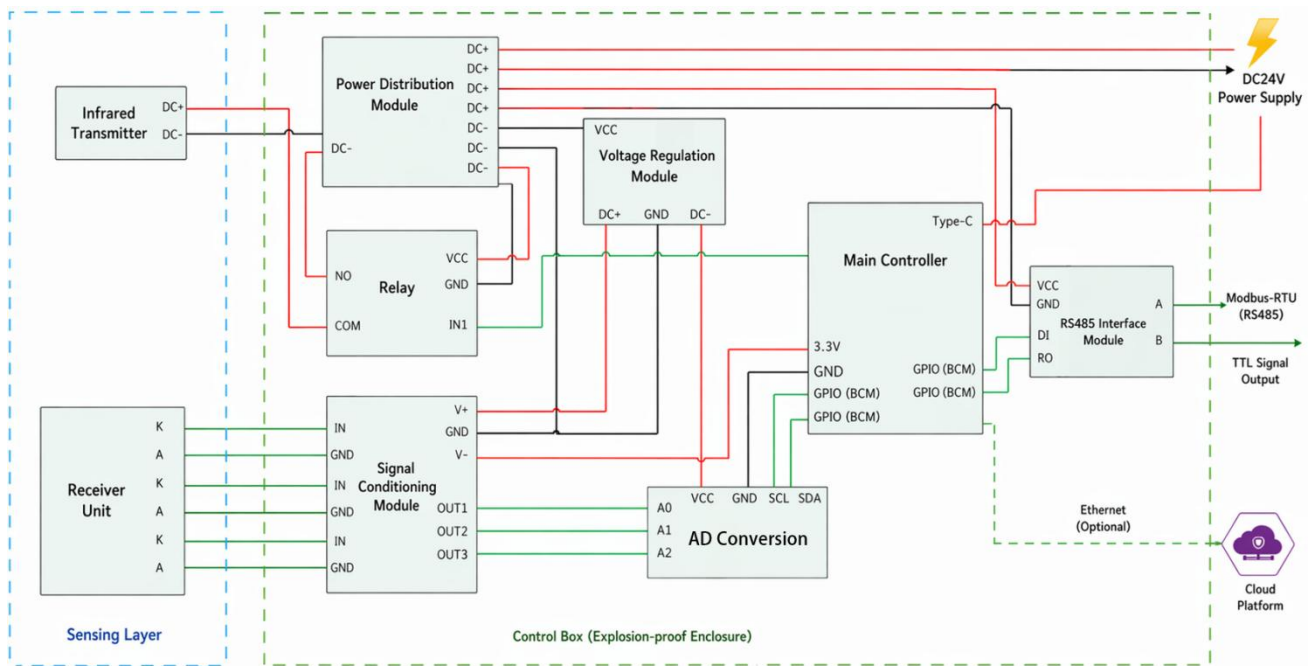 Infrared
Transmitter
DC+
DC-
Power Distribution
Module
DC+
DC+
DC+
DC+
DC-
DC-
DC-
DC-
DC24V
Power Supply
VCC
Voltage Regulation
Module
DC+
GND
DC-
Relay
NO
COM
VCC
GND
IN1
Main Controller
Type-C
3.3V
GND
GPIO (BCM)
GPIO (BCM)
GPIO (BCM)
GPIO (BCM)
VCC
GND
DI
RO
RS485 Interface
Module
A
B
Modbus-RTU
(RS485)
TTL Signal
Output
Receiver
Unit
K
A
K
A
K
A
IN
GND
IN
GND
IN
GND
Signal
Conditioning
Module
V+
GND
V-
OUT1
OUT2
OUT3
VCC
GND
SCL
SDA
A0
A1
A2
AD Conversion
Ethernet
(Optional)
Cloud
Platform
Sensing Layer
Control Box (Explosion-proof Enclosure)